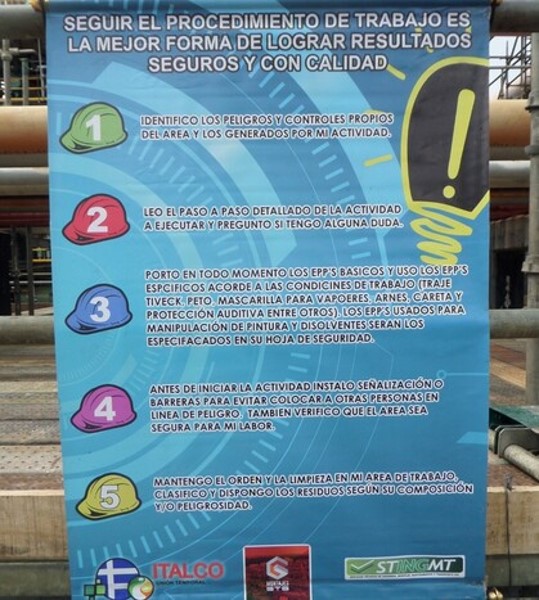 SEGUIR EL PROCEDIMIENTO DE TRABAJO ES
LA MEJOR FORMA DE LOGRAR RESULTADOS
SEGUROS Y CON CALIDAD
1
IDENTIFICO LOS PELIGROS Y CONTROLES PROPIOS
DEL AREA Y LOS GENERADOS POR MI ACTIVIDAD.
2
LEO EL PASO A PASO DETALLADO DE LA ACTIVIDAD
A EJECUTAR Y PREGUNTO SI TENGO ALGUNA DUDA.
3
PORTO EN TODO MOMENTO LOS EPP'S BASICOS Y USO LOS EPP'S
ESPCIFICOS ACORDE A LAS CONDICINES DE TRABAJO (TRAJE
TIVECK, PETO, MASCARILLA PARA VAPOERES, ARNES, CARETA Y
PROTECCIÓN AUDITIVA ENTRE OTROS). LOS EPP'S USADOS PARA
MANIPULACIÓN DE PINTURA Y DISOLVENTES SERAN LOS
ESPECIFACADOS EN SU HOJA DE SEGURIDAD.
4
ANTES DE INICIAR LA ACTIVIDAD INSTALO SEÑALIZACIÓN O
BARRERAS PARA EVITAR COLOCAR A OTRAS PERSONAS EN
LINEA DE PELIGRO. TAMBIEN VERIFICO QUE EL AREA SEA
SEGURA PARA MI LABOR.
5
MANTENGO EL ORDEN Y LA LIMPIEZA EN MI AREA DE TRABAJO,
CLASIFICO Y DISPONGO LOS RESIDUOS SEGÚN SU COMPOSICIÓN
Y/O PELIGROSIDAD.
ITALCO
UNION TEMPORAL
STINGMT